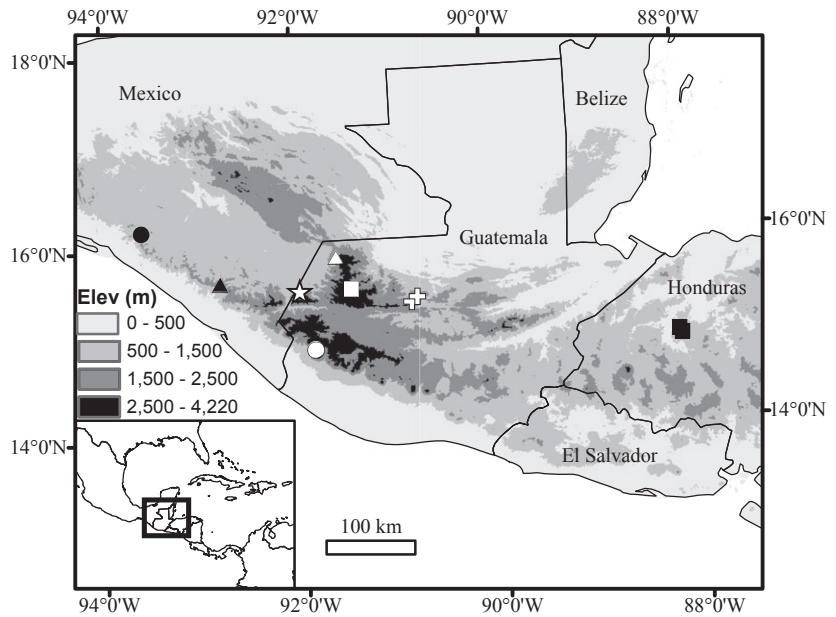 94°0'W 92°0'W 90°0'W 88°0'W
18°0'N
Mexico
Belize
16°0'N
Guatemala
16°0'N
Honduras
Elev (m)
0 - 500
500 - 1,500
1,500 - 2,500
2,500 - 4,220
14°0'N
14°0'N
El Salvador
100 km
94°0'W 92°0'W 90°0'W 88°0'W